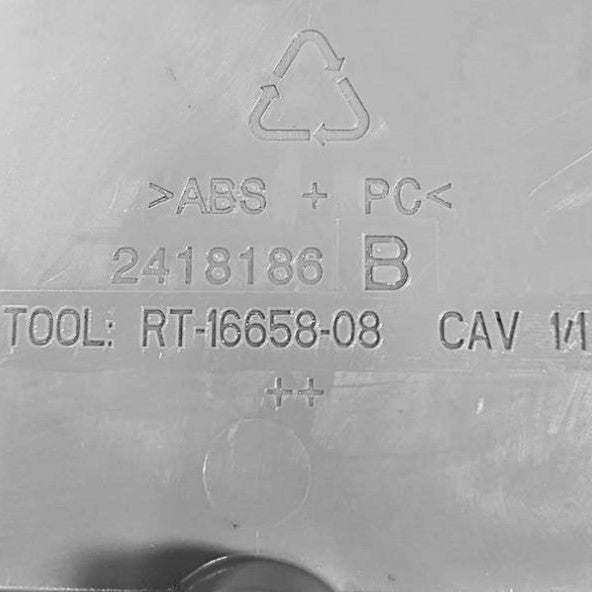 >ABS + PC<
2418186 B
TOOL: RT-16658-08 CAV 1/1
++